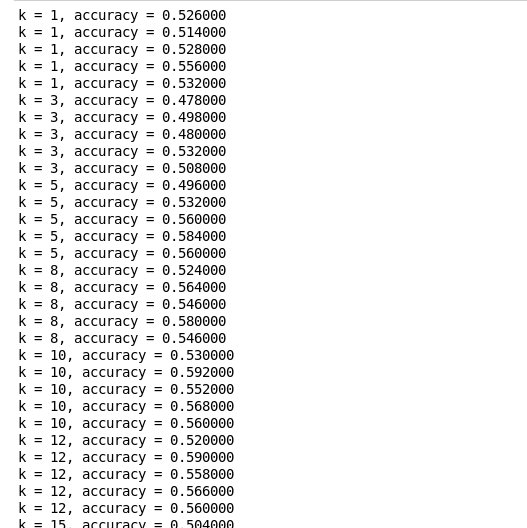 k = 1, accuracy = 0.526000
k = 1, accuracy = 0.514000
k = 1, accuracy = 0.528000
k = 1, accuracy = 0.556000
k = 1, accuracy = 0.532000
k = 3, accuracy = 0.478000
k = 3, accuracy = 0.498000
k = 3, accuracy = 0.480000
k = 3, accuracy = 0.532000
k = 3, accuracy = 0.508000
k = 5, accuracy = 0.496000
k = 5, accuracy = 0.532000
k = 5, accuracy = 0.560000
k = 5, accuracy = 0.584000
k = 5, accuracy = 0.560000
k = 8, accuracy = 0.524000
k = 8, accuracy = 0.564000
k = 8, accuracy = 0.546000
k = 8, accuracy = 0.580000
k = 8, accuracy = 0.546000
k = 10, accuracy = 0.530000
k = 10, accuracy = 0.592000
k = 10, accuracy = 0.552000
k = 10, accuracy = 0.568000
k = 10, accuracy = 0.560000
k = 12, accuracy = 0.520000
k = 12, accuracy = 0.590000
k = 12, accuracy = 0.558000
k = 12, accuracy = 0.566000
k = 12, accuracy = 0.560000
k = 15, accuracy = 0.504000